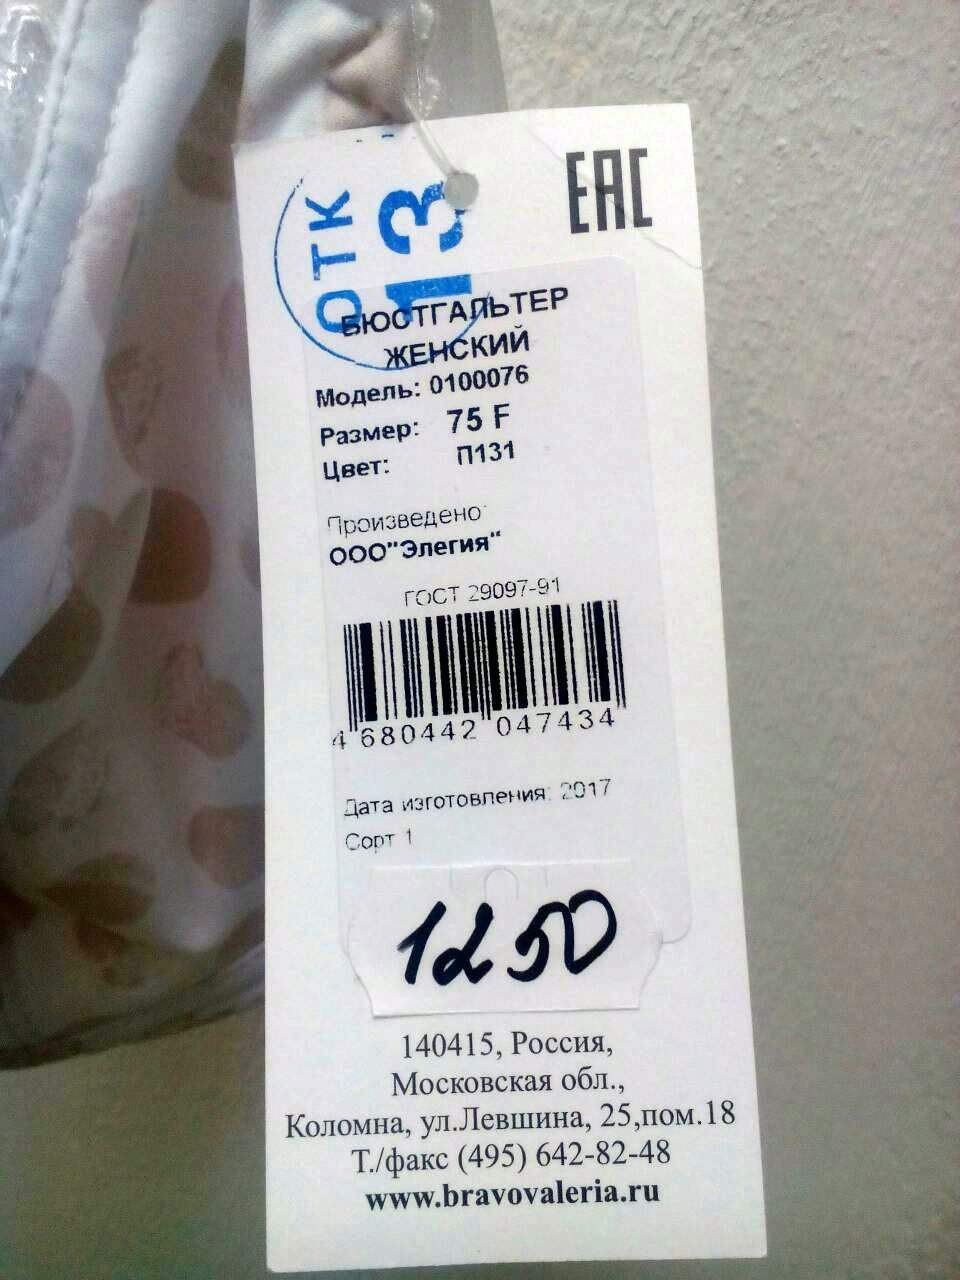 EAC
ОТК
13
БЮСТГАЛЬТЕР
ЖЕНСКИЙ
Модель: 0100076
Размер: 75 F
Цвет: П131
Произведено:
ООО"Элегия"
ГОСТ 29097-91
4 680442 047434
Дата изготовления: 2017
Сорт 1
1250
140415, Россия,
Московская обл.,
Коломна, ул.Левшина, 25,пом.18
Т./факс (495) 642-82-48
www.bravovaleria.ru